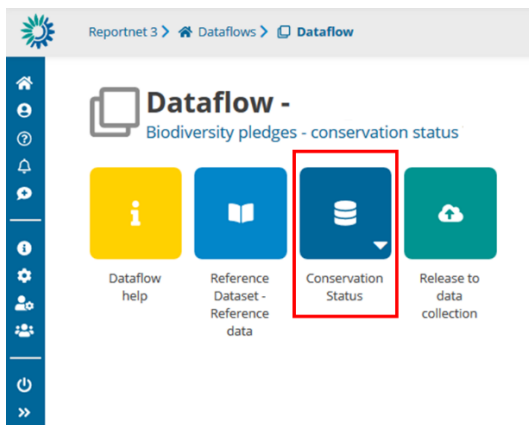 Reportnet 3 > Dataflows > Dataflow
Dataflow -
Biodiversity pledges - conservation status
Dataflow
help
Reference
Dataset -
Reference
data
Conservation
Status
Release to
data
collection